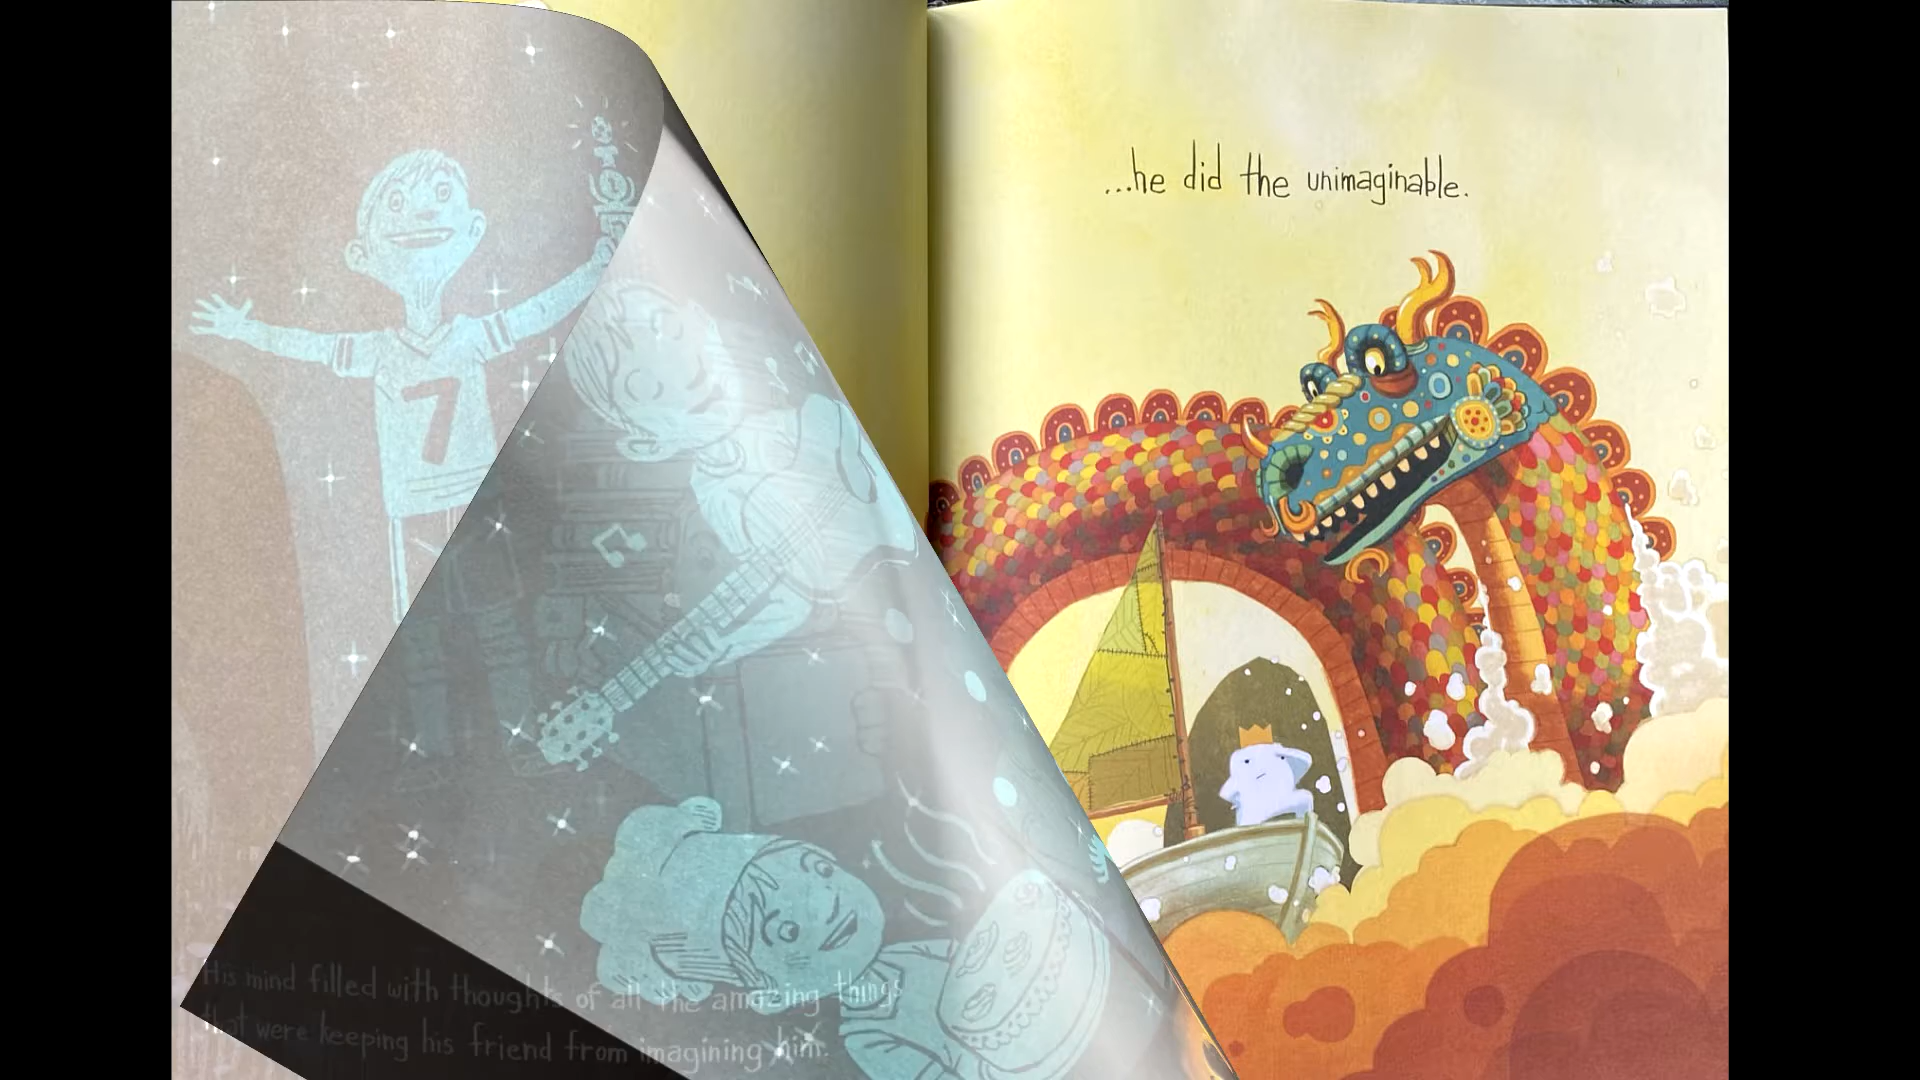 7
...he did the unimaginable.
His mind filled with thoughts of all the amazing things
that were keeping his friend from imagining him.